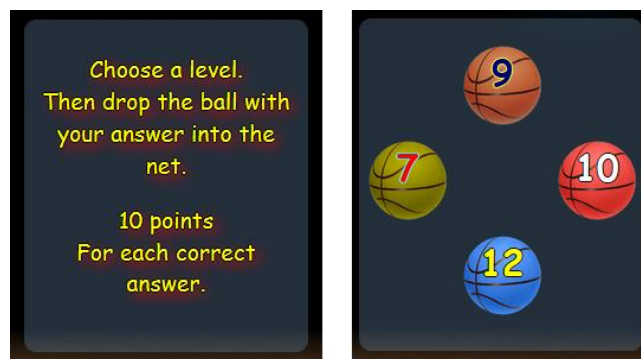 Choose a level.
Then drop the ball with
your answer into the
net.
10 points
For each correct
answer.
9
7
10
12